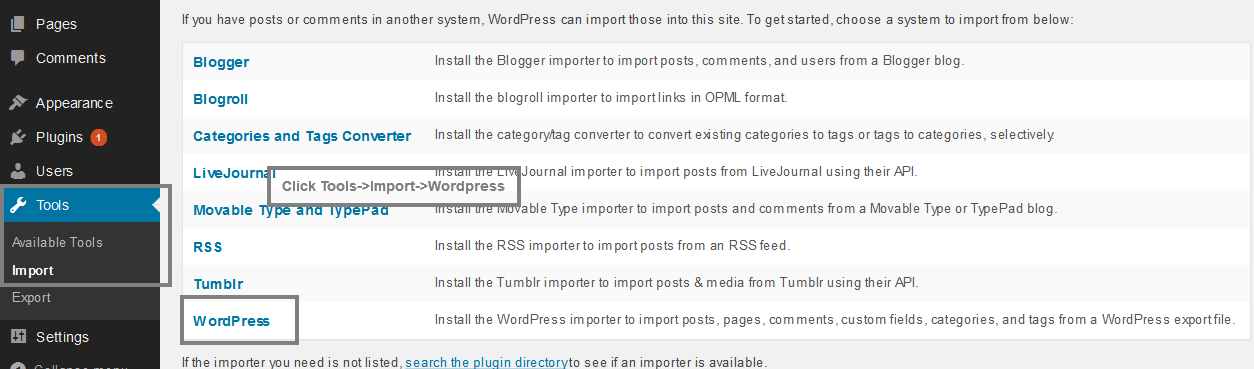 Pages
Comments
Appearance
Plugins 1
Users
Tools
Available Tools
Import
Export
Settings
Collapse menu
If you have posts or comments in another system, WordPress can import those into this site. To get started, choose a system to import from below:
Blogger Install the Blogger importer to import posts, comments, and users from a Blogger blog.
Blogroll Install the blogroll importer to import links in OPML format.
Categories and Tags Converter Install the category/tag converter to convert existing categories to tags or tags to categories, selectively.
LiveJournal Install the LiveJournal importer to import posts from LiveJournal using their API.
Click Tools->Import->Wordpress
Movable Type and TypePad Install the Movable Type importer to import posts and comments from a Movable Type or TypePad blog.
RSS Install the RSS importer to import posts from an RSS feed.
Tumblr Install the Tumblr importer to import posts & media from Tumblr using their API.
WordPress Install the WordPress importer to import posts, pages, comments, custom fields, categories, and tags from a WordPress export file.
If the importer you need is not listed, search the plugin directory to see if an importer is available.